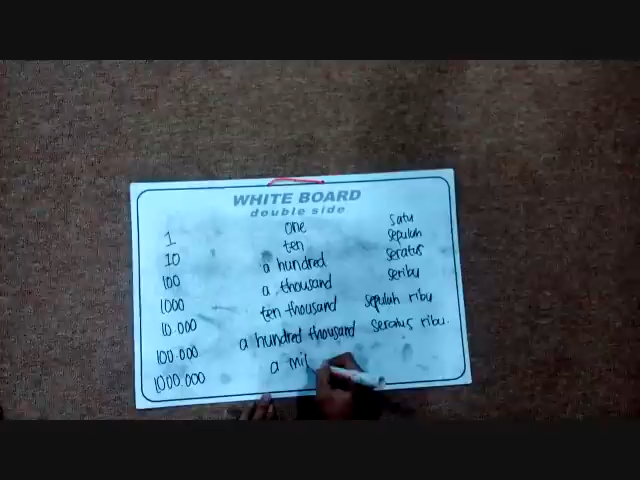 WHITE BOARD
double side
1 one satu
10 ten sepuluh
100 a hundred seratus
1000 a thousand seribu
10.000 ten thousand sepuluh ribu
100.000 a hundred thousand seratus ribu.
1000.000 a mil